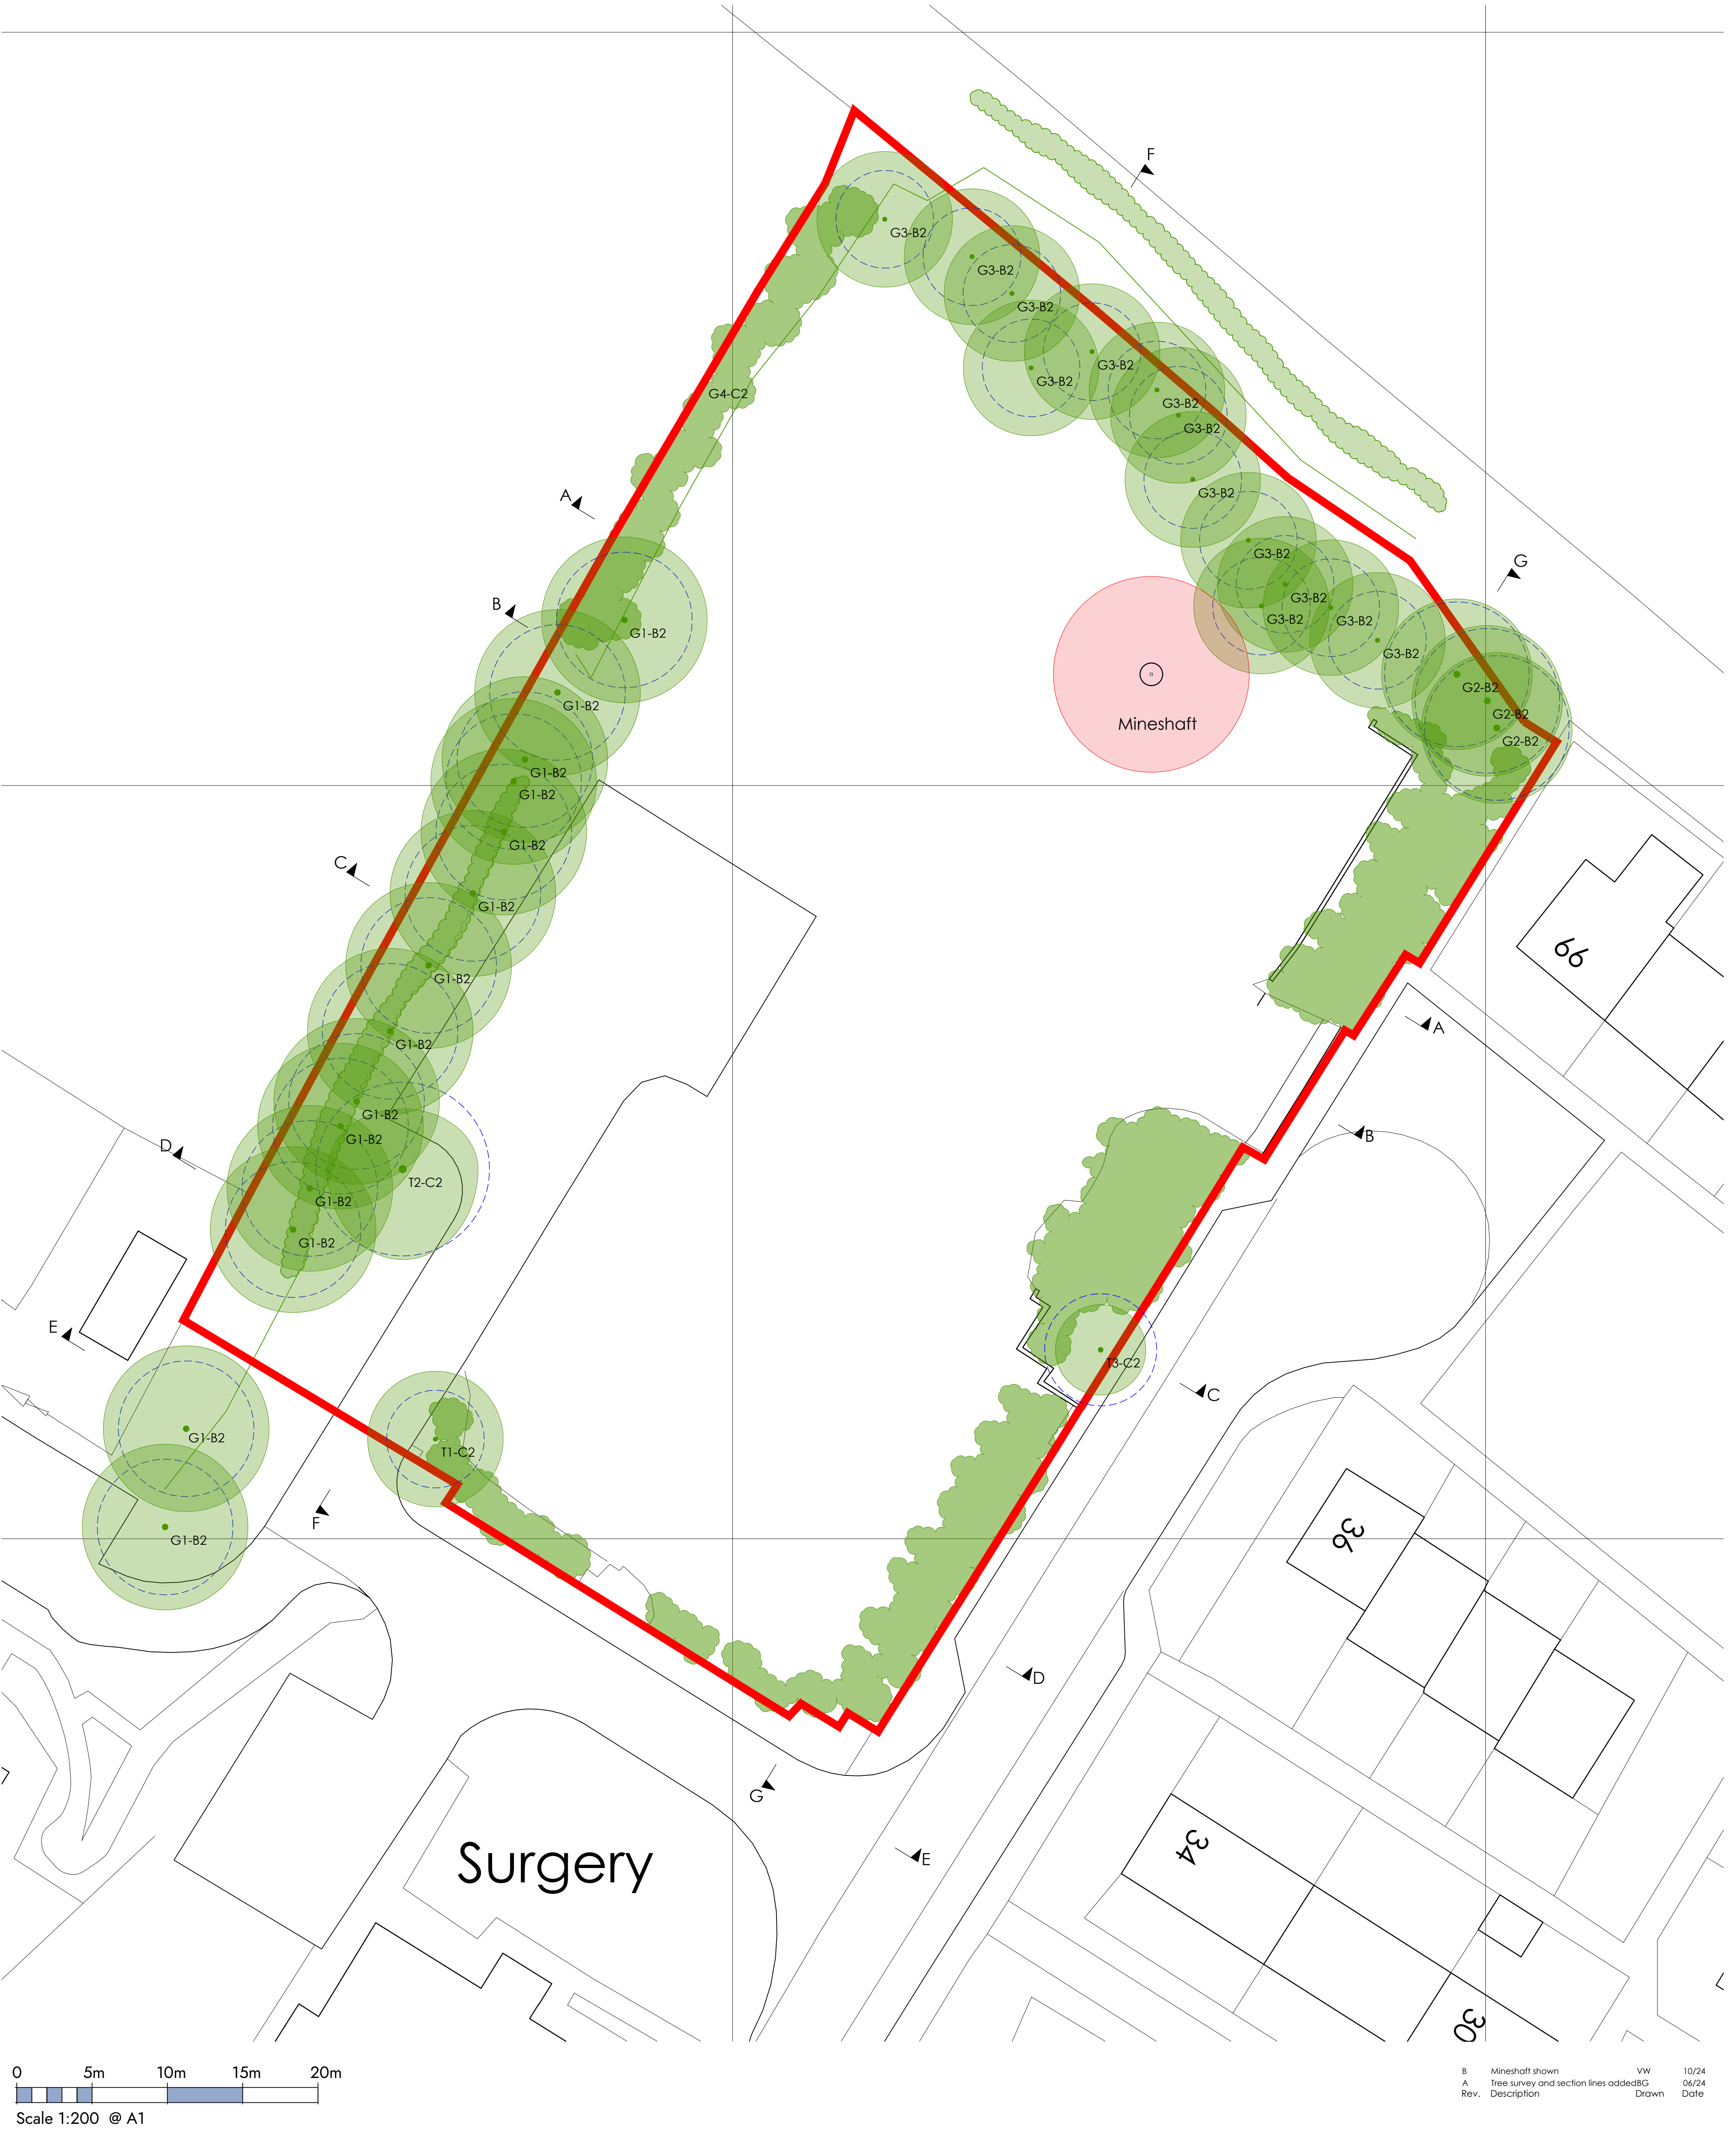 F
G3-B2
G3-B2
G3-B2
G3-B2
G3-B2
G4-C2
G3-B2
G3-B2
A
G3-B2
G3-B2
G
B
G3-B2
G3-B2
G3-B2
G1-B2
G3-B2
G2-B2
G1-B2
G2-B2
Mineshaft
G2-B2
G1-B2
G1-B2
G1-B2
C
G1-B2
66
G1-B2
A
G1-B2
G1-B2
B
G1-B2
D
T2-C2
G1-B2
G1-B2
E
T3-C2
C
G1-B2
T1-C2
F
36
G1-B2
D
G
34
Surgery
E
30
0 5m 10m 15m 20m
Scale 1:200 @ A1
B Mineshaft shown VW 10/24
A Tree survey and section lines added BG 06/24
Rev. Description Drawn Date